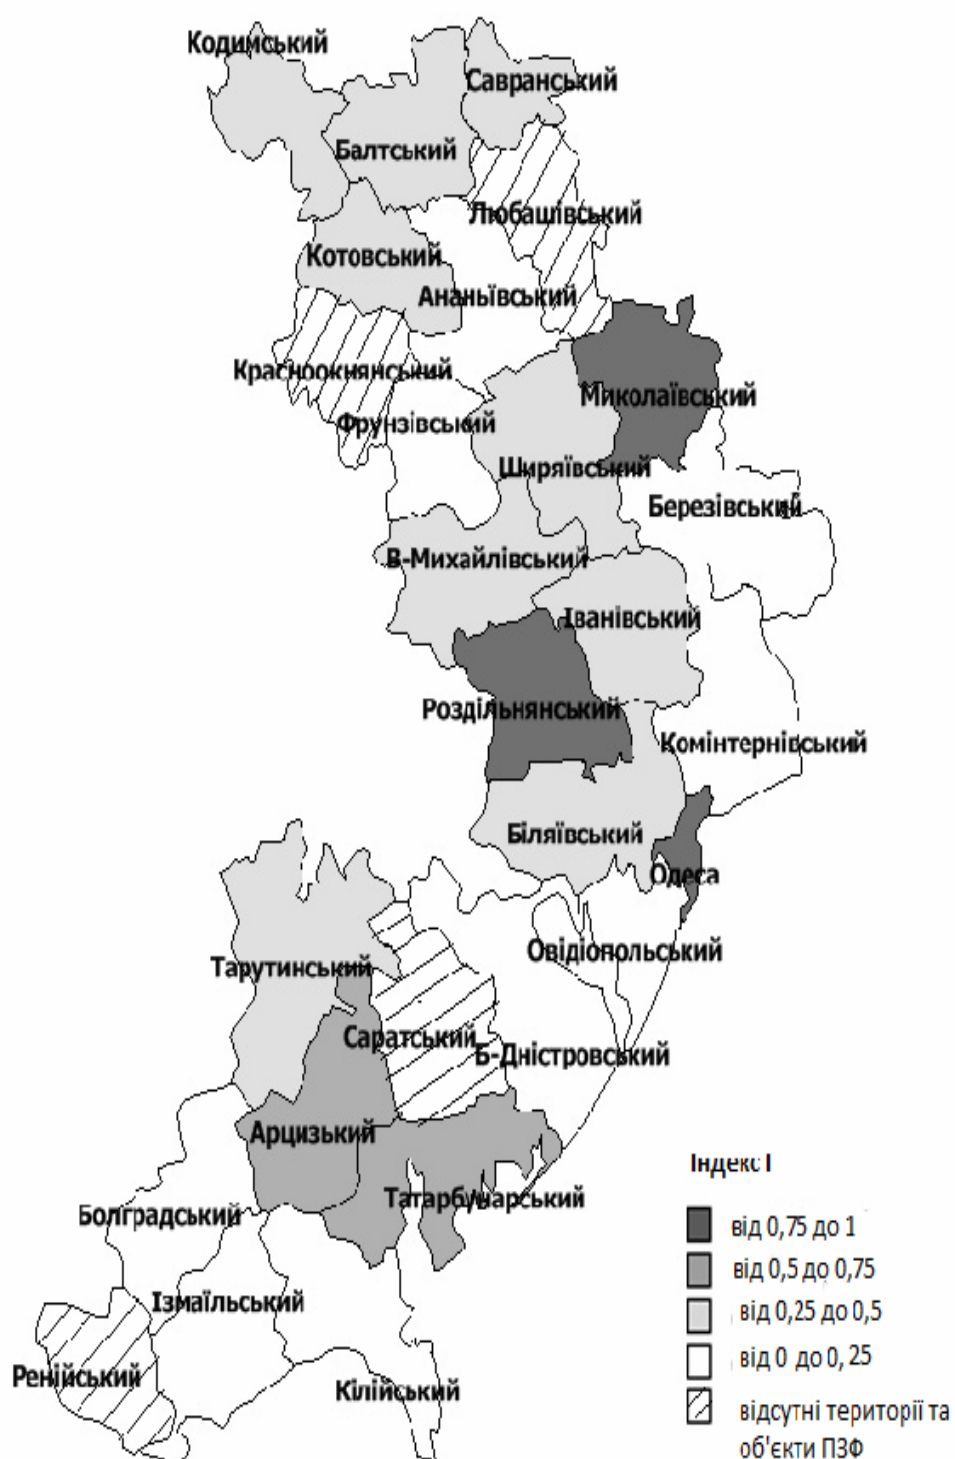 Кодимський
Савранський
Балтський
Любашівський
Котовський
Ананьївський
Красноокнянський
Миколаївський
Фрунзівський
Ширяївський
Березівський
В-Михайлівський
Іванівський
Роздільнянський
Комінтернівський
Біляївський
Одеса
Овідіопольський
Тарутинський
Саратський
Б-Дністровський
Арцизький
Татарбунарський
Болградський
Ізмаїльський
Ренійський
Кілійський
Індекс І
від 0,75 до 1
від 0,5 до 0,75
від 0,25 до 0,5
від 0 до 0, 25
відсутні території та
об'єкти ПЗФ